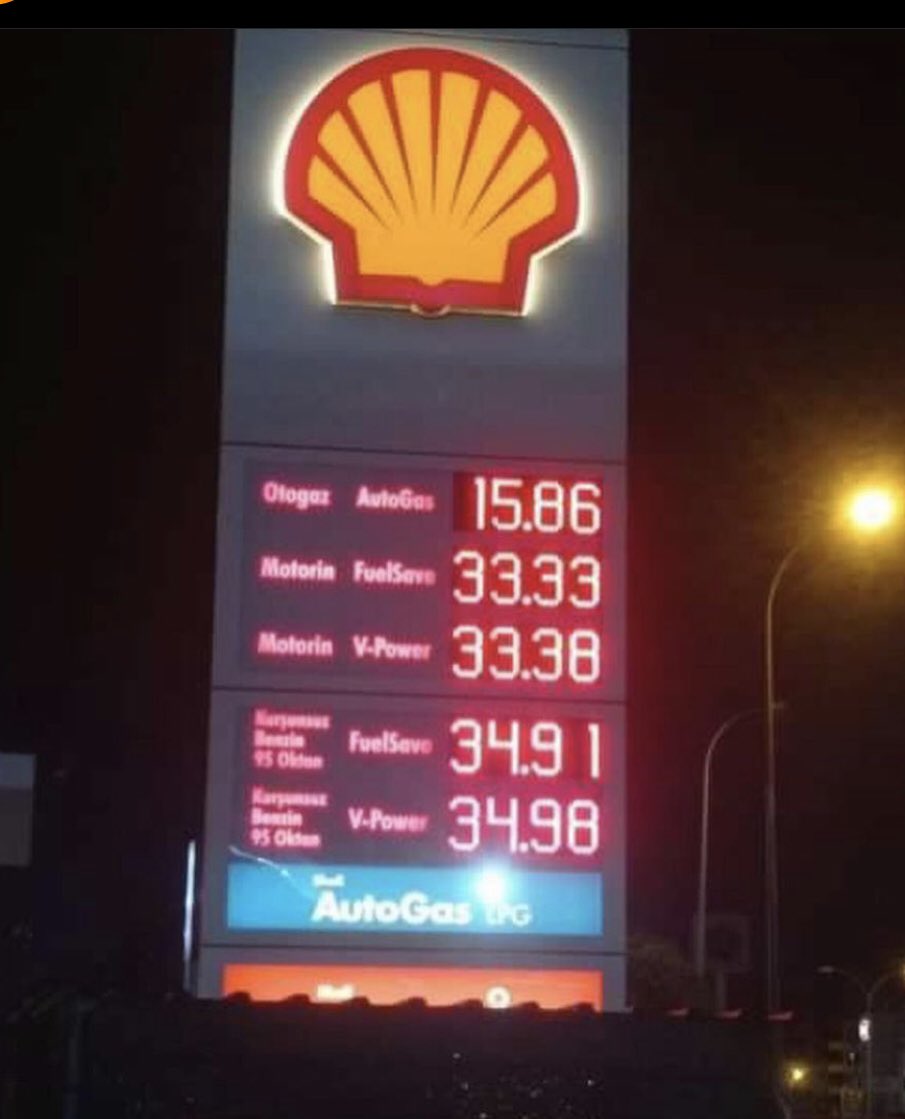 Otogaz AutoGas 15.86
Motorin FuelSave 33.33
Motorin V-Power 33.38
Kurşunsuz
Benzin
95 Oktan
FuelSave 34.91
Kurşunsuz
Benzin
95 Oktan
V-Power 34.98
Shell
AutoGas LPG